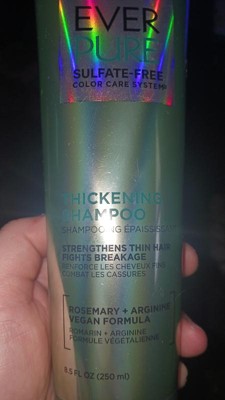 EVER
PURE
SULFATE-FREE
COLOR CARE SYSTEM
THICKENING
SHAMPOO
SHAMPOOING ÉPAISSISSANT
STRENGTHENS THIN HAIR
FIGHTS BREAKAGE
RENFORCE LES CHEVEUX FINS
COMBAT LES CASSURES
ROSEMARY + ARGININE
VEGAN FORMULA
ROMARIN + ARGININE
FORMULE VÉGÉTALIENNE
8.5 FL OZ (250 ml)